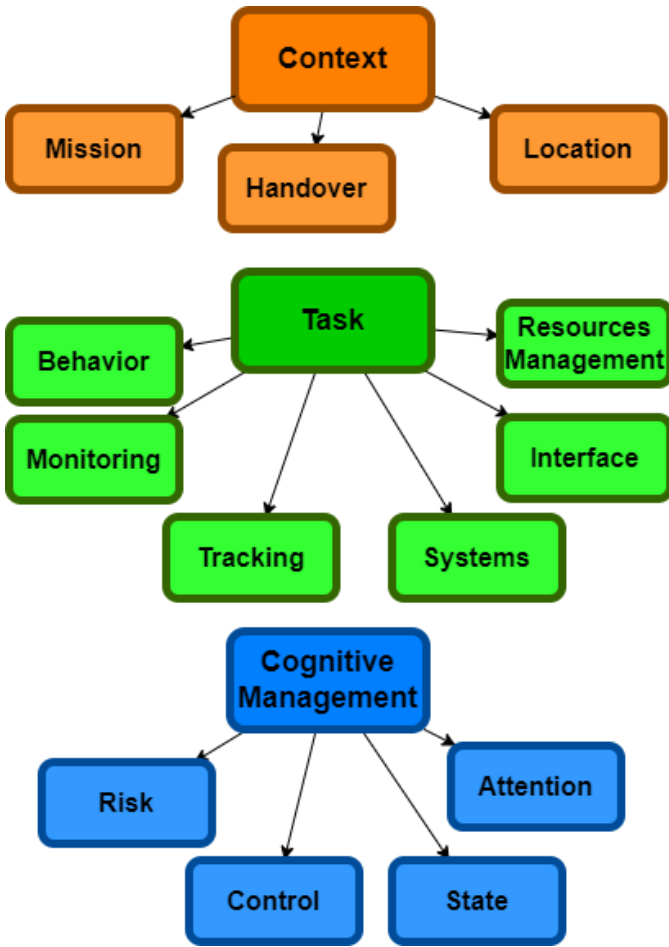 Context
Mission
Handover
Location
Task
Behavior
Resources
Management
Monitoring
Interface
Tracking
Systems
Cognitive
Management
Risk
Attention
Control
State